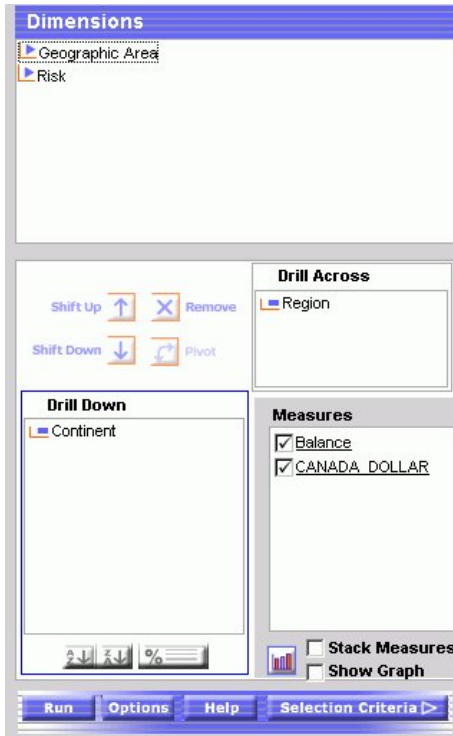 Dimensions
Geographic Area
Risk
Drill Across
Region
Shift Up
Remove
Shift Down
Pivot
Drill Down
Continent
Measures
Balance
CANADA_DOLLAR
A Z
Z A
%
Stack Measures
Show Graph
Run
Options
Help
Selection Criteria